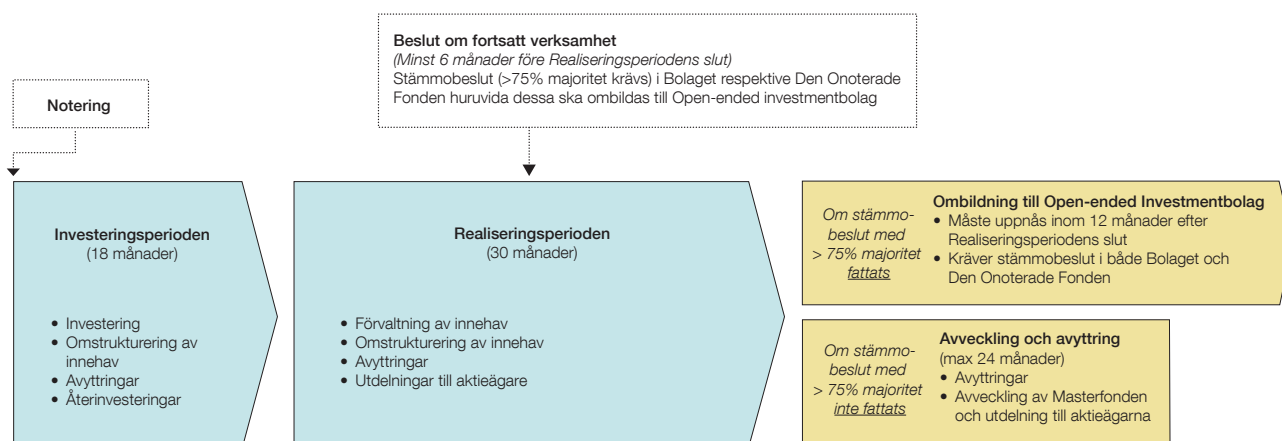 Beslut om fortsatt verksamhet
(Minst 6 månader före Realiseringsperiodens slut)
Stämmobeslut (>75% majoritet krävs) i Bolaget respektive Den Onoterade
Fonden huruvida dessa ska ombildas till Open-ended investmentbolag
Notering
Investeringsperioden
(18 månader)
• Investering
• Omstrukturering av
innehav
• Avyttringar
• Återinvesteringar
Realiseringsperioden
(30 månader)
• Förvaltning av innehav
• Omstrukturering av innehav
• Avyttringar
• Utdelningar till aktieägare
Om stämmo-
beslut med
> 75% majoritet
fattats
Ombildning till Open-ended Investmentbolag
• Måste uppnås inom 12 månader efter
Realiseringsperiodens slut
• Kräver stämmobeslut i både Bolaget och
Den Onoterade Fonden
Om stämmo-
beslut med
> 75% majoritet
inte fattats
Avveckling och avyttring
(max 24 månader)
• Avyttringar
• Avveckling av Masterfonden
och utdelning till aktieägarna